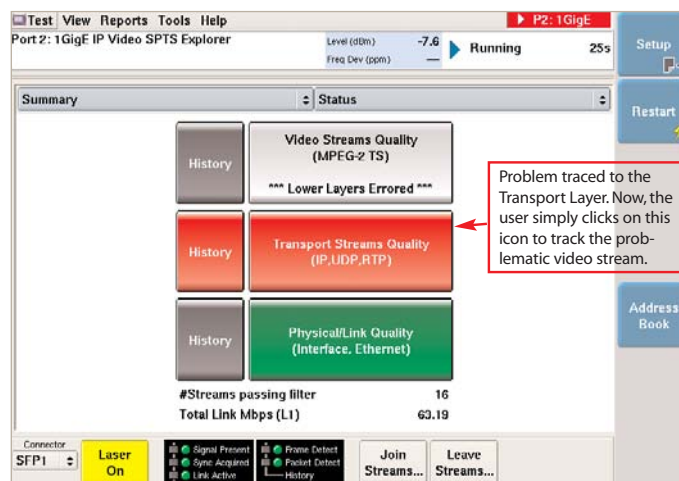 Test View Reports Tools Help
P2: 1GigE
Port 2: 1GigE IP Video SPTS Explorer
Level (dBm) -7.6
Freq Dev (ppm) —
Running 25s
Setup
Restart
Summary
Status
History
Video Streams Quality
(MPEG-2 TS)
*** Lower Layers Errored ***
History
Transport Streams Quality
(IP,UDP,RTP)
Problem traced to the
Transport Layer. Now, the
user simply clicks on this
icon to track the prob-
lematic video stream.
History
Physical/Link Quality
(Interface, Ethernet)
Address
Book
#Streams passing filter 16
Total Link Mbps (L1) 63.19
Connector
SFP1
Laser
On
Signal Present
Sync Acquired
Link Active
Frame Detect
Packet Detect
History
Join
Streams...
Leave
Streams...